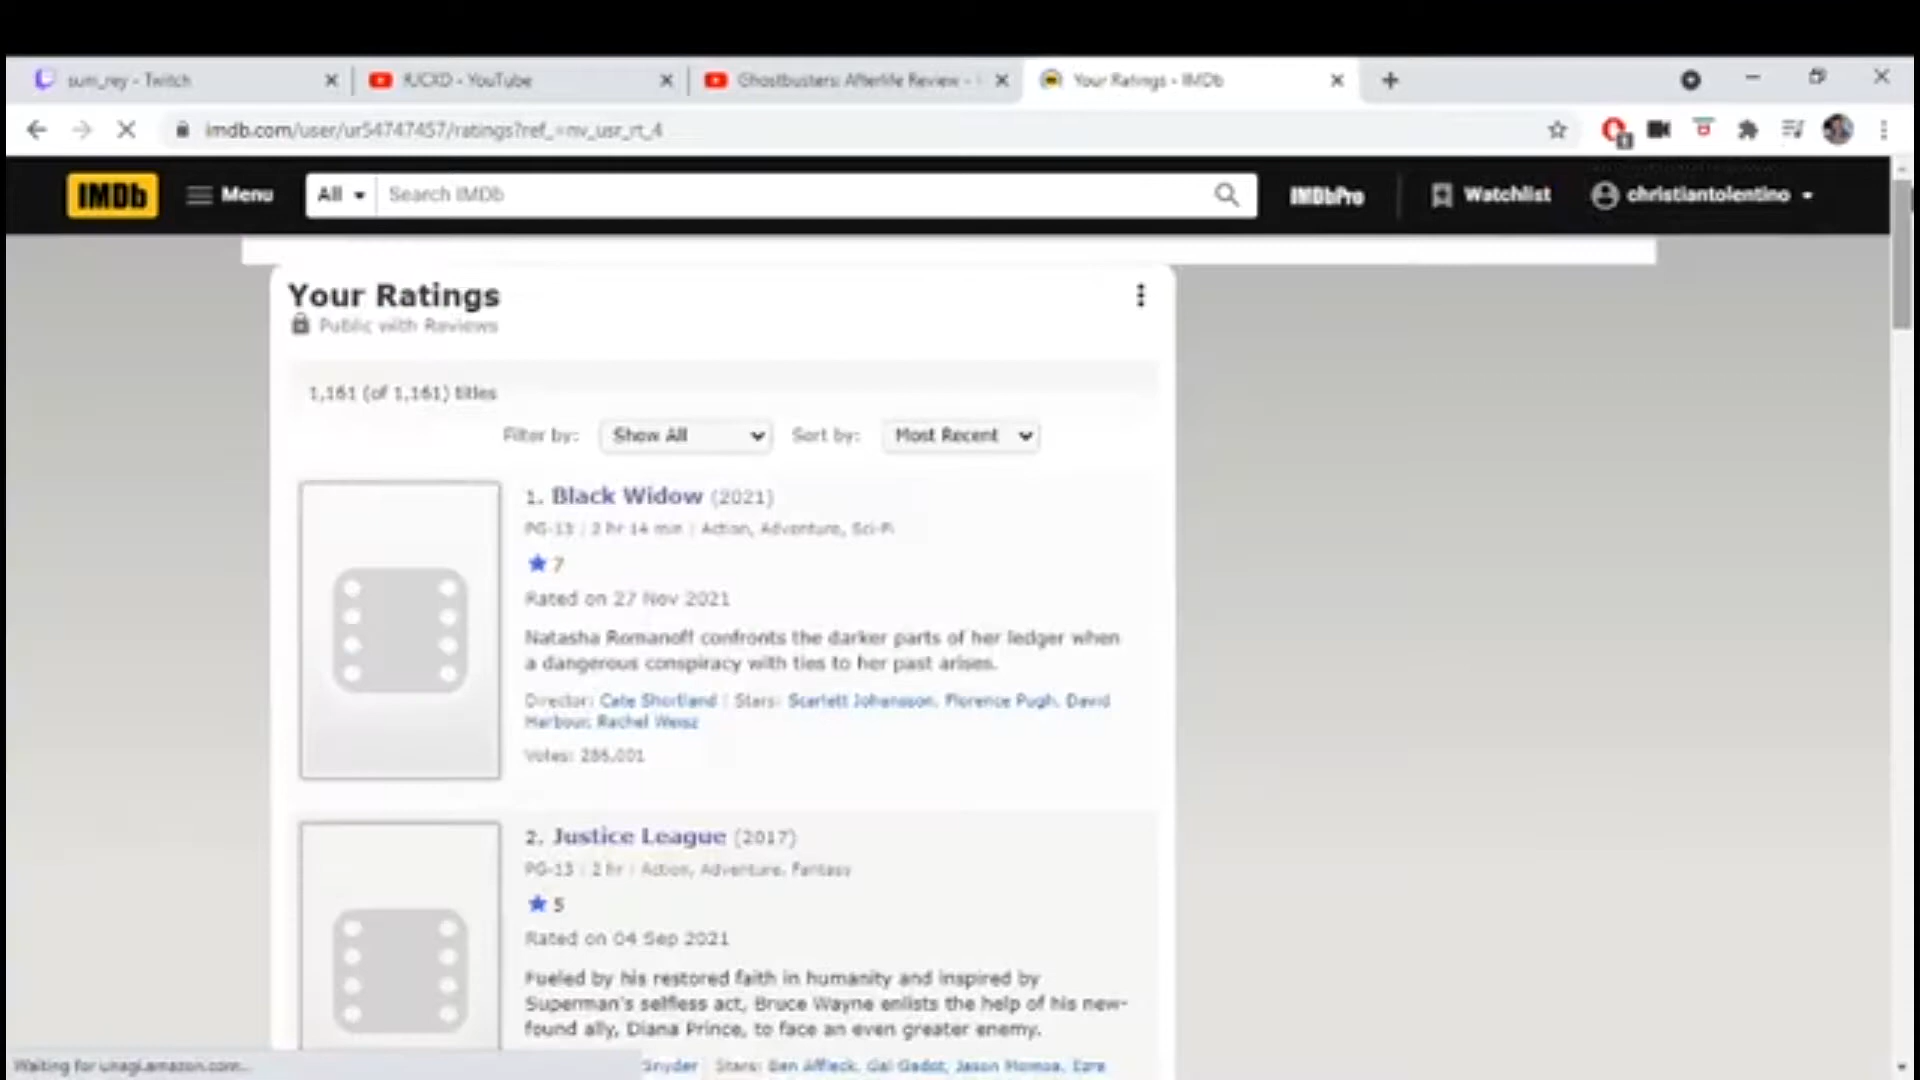 sum_rey - Twitch
XJCXD - YouTube
Ghostbusters: Afterlife Review -
Your Ratings - IMDb
imdb.com/user/ur54747457/ratings?ref_=nv_usr_rt_4
IMDb
Menu
All
Search IMDb
IMDbPro
Watchlist
christiantolentino
Your Ratings
Public with Reviews
1,161 (of 1,161) titles
Filter by: Show All Sort by: Most Recent
1. Black Widow (2021)
PG-13 | 2 hr 14 min | Action, Adventure, Sci-Fi
7
Rated on 27 Nov 2021
Natasha Romanoff confronts the darker parts of her ledger when
a dangerous conspiracy with ties to her past arises.
Director: Cate Shortland | Stars: Scarlett Johansson, Florence Pugh, David
Harbour, Rachel Weisz
Votes: 286,001
2. Justice League (2017)
PG-13 | 2 hr | Action, Adventure, Fantasy
5
Rated on 04 Sep 2021
Fueled by his restored faith in humanity and inspired by
Superman's selfless act, Bruce Wayne enlists the help of his new-
found ally, Diana Prince, to face an even greater enemy.
Snyder | Stars: Ben Affleck, Gal Gadot, Jason Momoa, Ezra
Waiting for unagi.amazon.com...